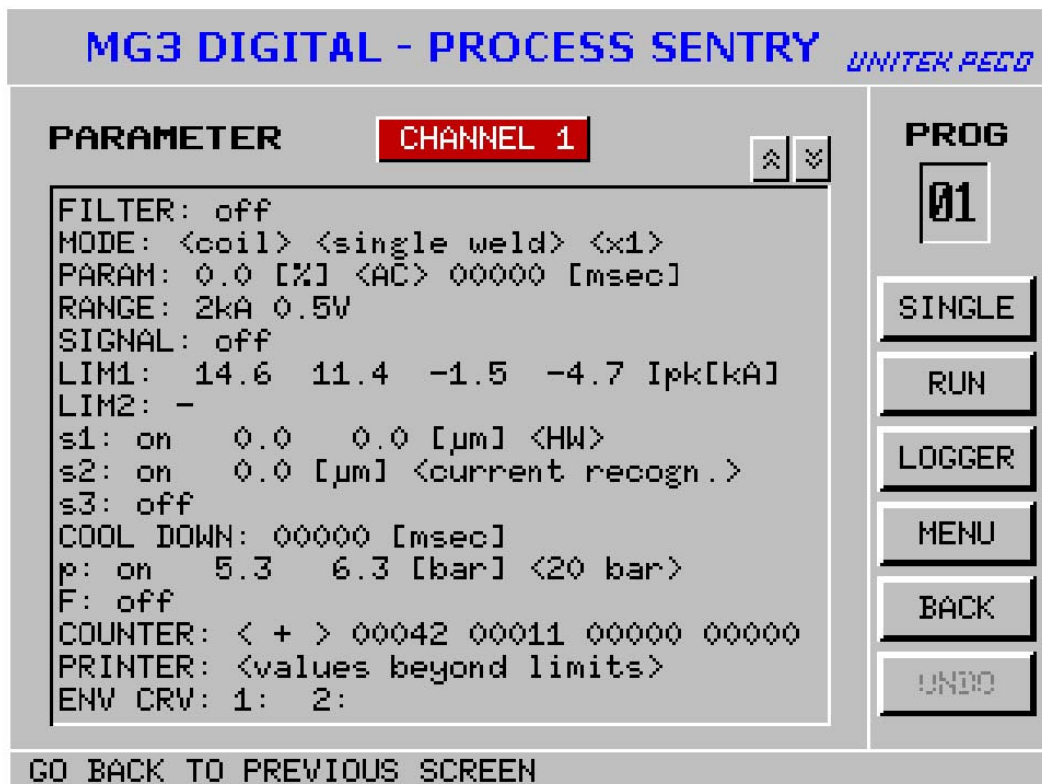 MG3 DIGITAL - PROCESS SENTRY UNITEK PECO
PARAMETER CHANNEL 1
PROG
01
FILTER: off
MODE: <coil> <single weld> <x1>
PARAM: 0.0 [%] <AC> 00000 [msec]
RANGE: 2kA 0.5V
SIGNAL: off
LIM1: 14.6 11.4 -1.5 -4.7 Ipk[kA]
LIM2: -
s1: on 0.0 0.0 [µm] <HW>
s2: on 0.0 [µm] <current recogn.>
s3: off
COOL DOWN: 00000 [msec]
p: on 5.3 6.3 [bar] <20 bar>
F: off
COUNTER: < + > 00042 00011 00000 00000
PRINTER: <values beyond limits>
ENV CRV: 1: 2:
SINGLE
RUN
LOGGER
MENU
BACK
UNDO
GO BACK TO PREVIOUS SCREEN